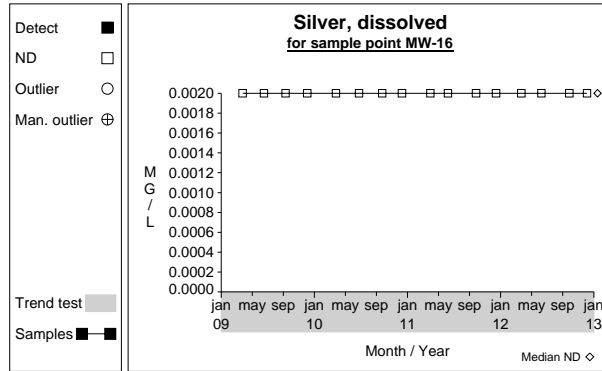 Detect
ND
Outlier
Man. outlier
Trend test
Samples
Silver, dissolved
for sample point MW-16
MG/L
0.0020
0.0018
0.0016
0.0014
0.0012
0.0010
0.0008
0.0006
0.0004
0.0002
0.0000
jan may sep jan may sep jan may sep jan may sep jan
09 10 11 12 13
Month / Year
Median ND